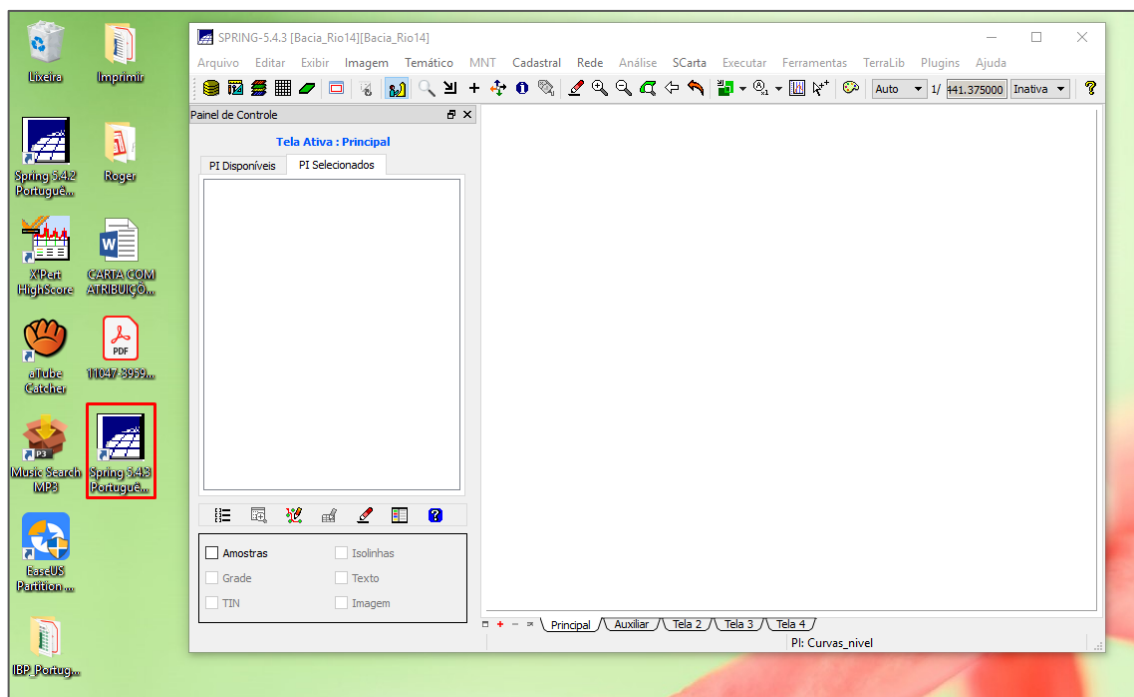 Lixeira
Imprimir
Spring 5.4.2
Portuguê...
Roger
X'Pert
HighScore
CARTA COM
ATRIBUIÇÕ...
aTube
Catcher
PDF
11047-3959...
P3
Music Search
MP3
Spring 5.4.3
Portuguê...
EaseUS
Partition ...
IBP_Portug...
SPRING-5.4.3 [Bacia_Rio14][Bacia_Rio14]
Arquivo Editar Exibir Imagem Temático MNT Cadastral Rede Análise SCarta Executar Ferramentas TerraLib Plugins Ajuda
Auto 1/ 441.375000 Inativa
Painel de Controle
Tela Ativa : Principal
PI Disponíveis PI Selecionados
Amostras Isolinhas
Grade Texto
TIN Imagem
Principal Auxiliar Tela 2 Tela 3 Tela 4
PI: Curvas_nivel